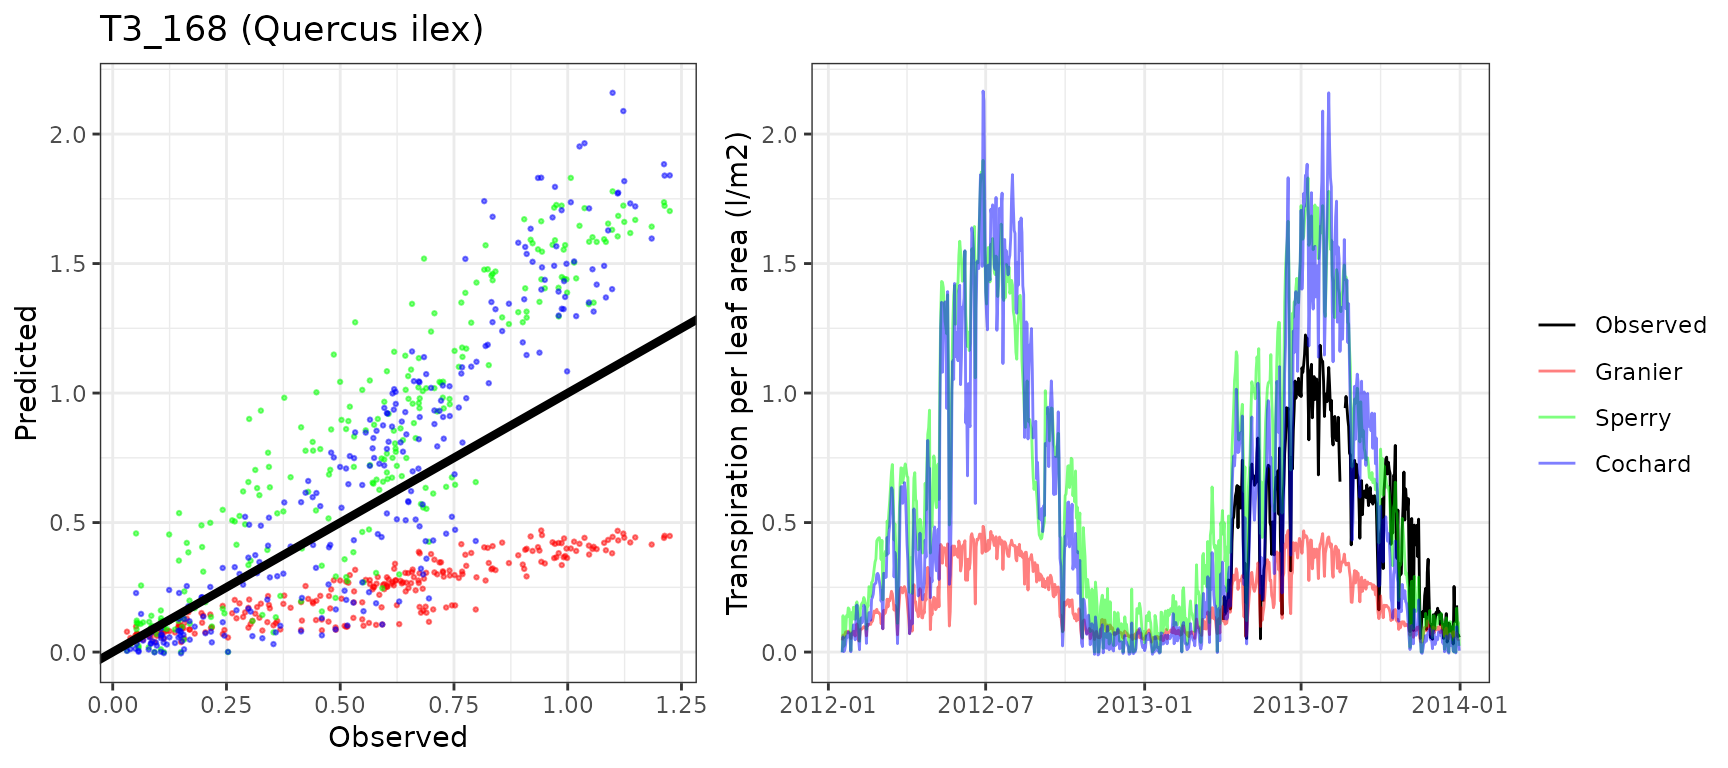 T3_168 (Quercus ilex)
Predicted
2.0
1.5
1.0
0.5
0.0
0.00 0.25 0.50 0.75 1.00 1.25
Observed
Transpiration per leaf area (l/m2)
2.0
1.5
1.0
0.5
0.0
2012-01 2012-07 2013-01 2013-07 2014-01
Observed
Granier
Sperry
Cochard